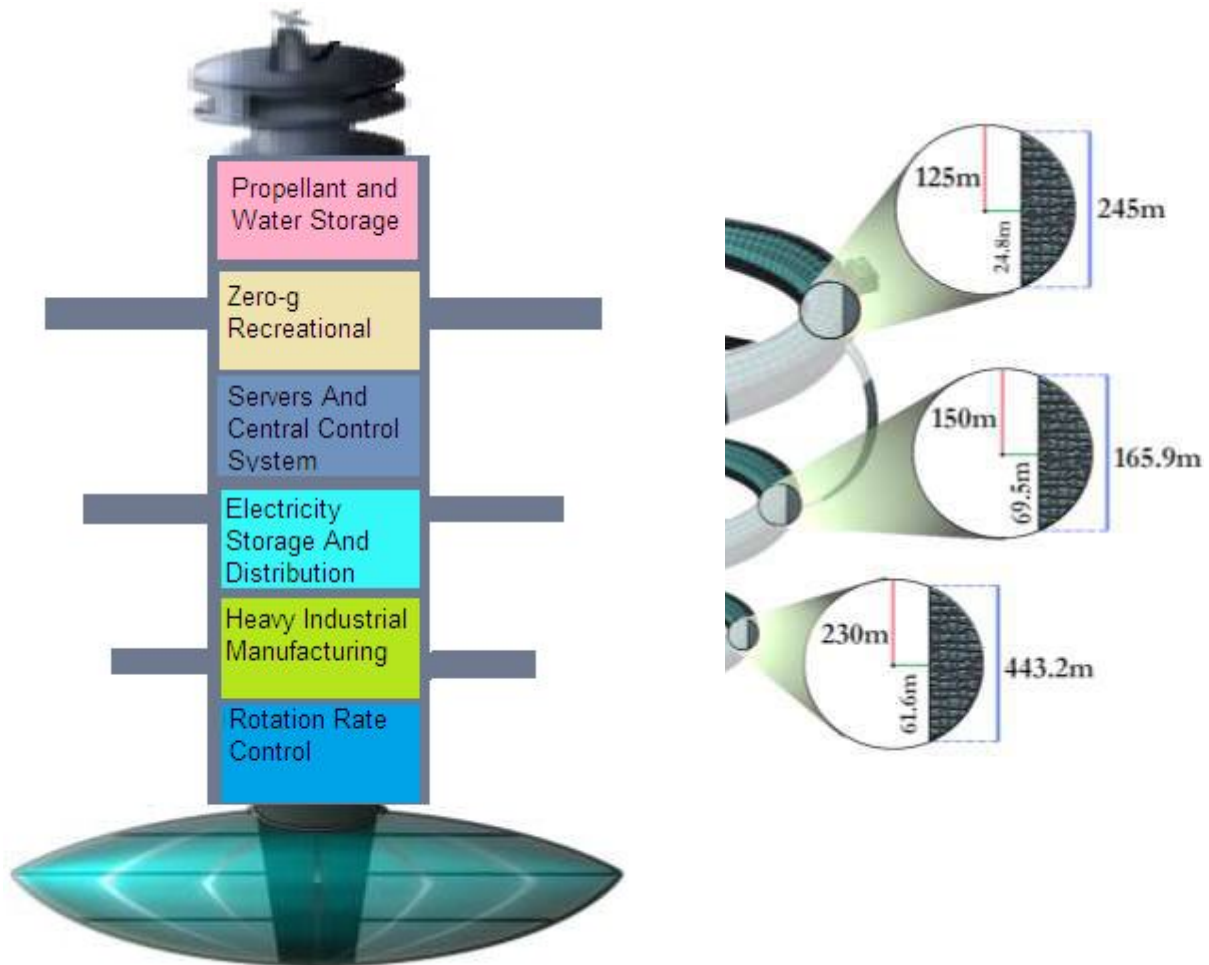 Propellant and
Water Storage
Zero-g
Recreational
Servers And
Central Control
System
Electricity
Storage And
Distribution
Heavy Industrial
Manufacturing
Rotation Rate
Control
125m
24.8m
245m
150m
69.5m
165.9m
230m
61.6m
443.2m